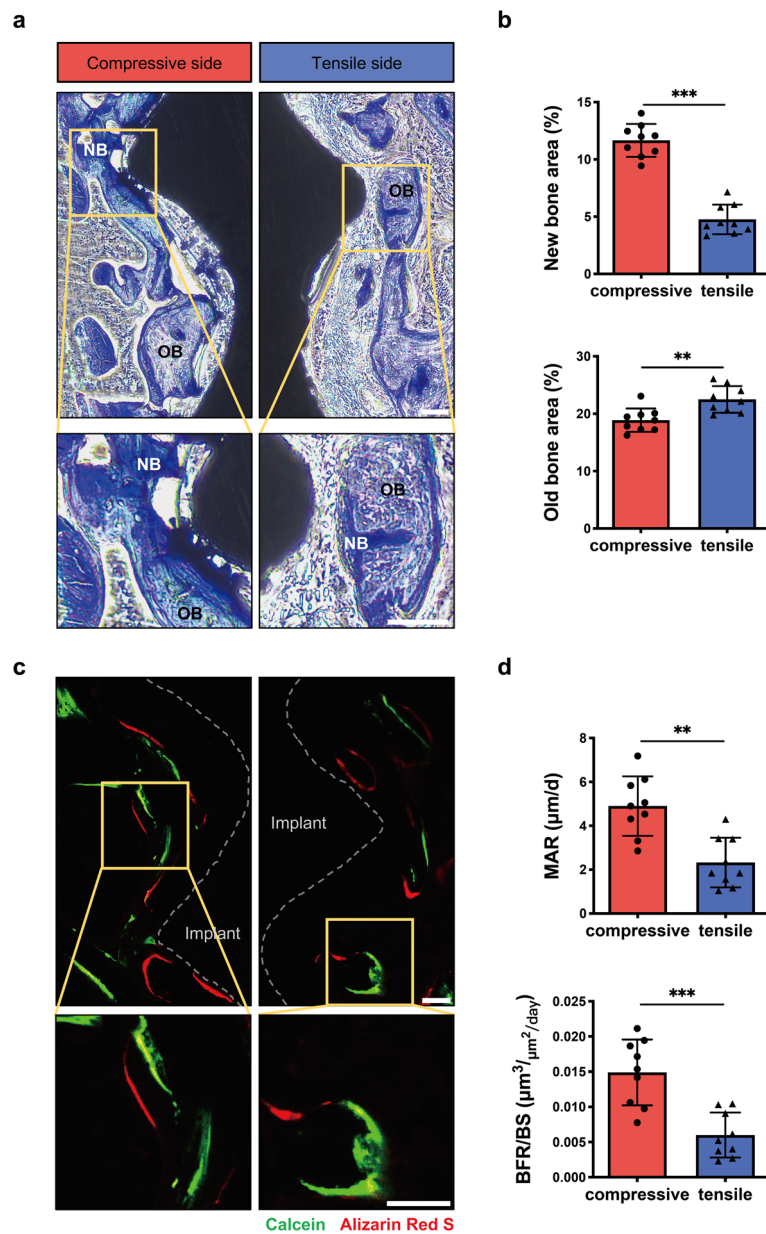 a
Compressive side
Tensile side
NB
OB
OB
NB
OB
OB
NB
b
New bone area (%)
15
10
5
0
***
compressive
tensile
Old bone area (%)
30
20
10
0
**
compressive
tensile
c
Implant
Implant
Calcein
Alizarin Red S
d
MAR (μm/d)
8
6
4
2
0
**
compressive
tensile
BFR/BS (μm³/μm²/day)
0.025
0.020
0.015
0.010
0.005
0.000
***
compressive
tensile